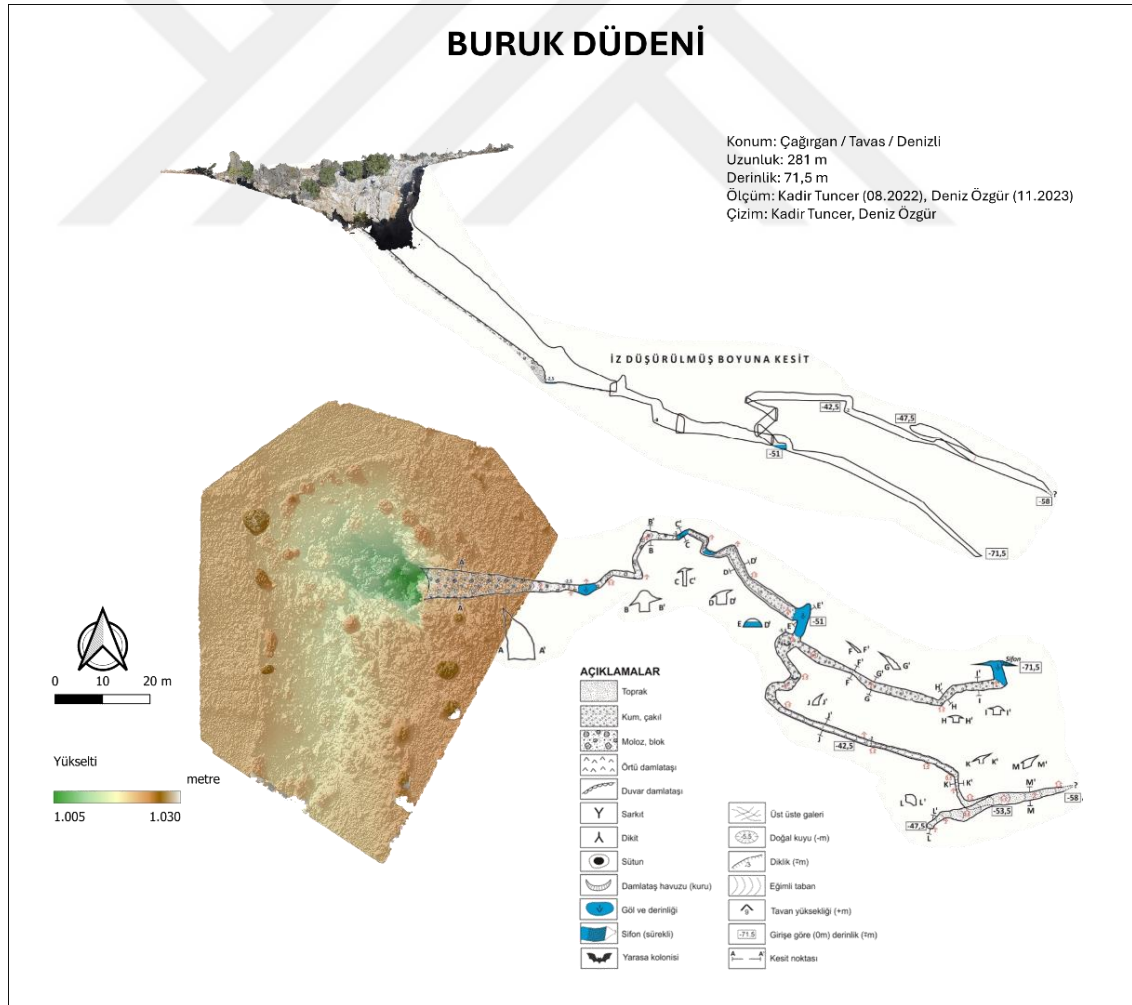 BURUK DÜDENİ
Konum: Çağırgan / Tavas / Denizli
Uzunluk: 281 m
Derinlik: 71,5 m
Ölçüm: Kadir Tuncer (08.2022), Deniz Özgür (11.2023)
Çizim: Kadir Tuncer, Deniz Özgür
İZ DÜŞÜRÜLMÜŞ BOYUNA KESİT
-42,5
-47,5
-51
-58
?
-71,5
B'
B
C'
C
D'
D
E'
E
-51
A
A
C C'
B B'
D D'
E D'
A A'
F F'
G G'
F'
F
G'
G
H'
H
I'
I
Sifon
-71,5
H H'
I I'
J J'
J'
J
-42,5
K K'
M M'
K K'
L L'
M'
M
?
-58
-53,5
L'
L
-47,5
0 10 20 m
Yükselti
metre
1.005 1.030
AÇIKLAMALAR
Toprak
Kum, çakıl
Moloz, blok
Örtü damlataşı
Duvar damlataşı
Sarkıt
Dikit
Sütun
Damlataş havuzu (kuru)
Göl ve derinliği
Sifon (sürekli)
Yarasa kolonisi
Üst üste galeri
-5.5 Doğal kuyu (-m)
Diklik (∓m)
Eğimli taban
9 Tavan yüksekliği (+m)
-71.5 Girişe göre (0m) derinlik (∓m)
A A' Kesit noktası